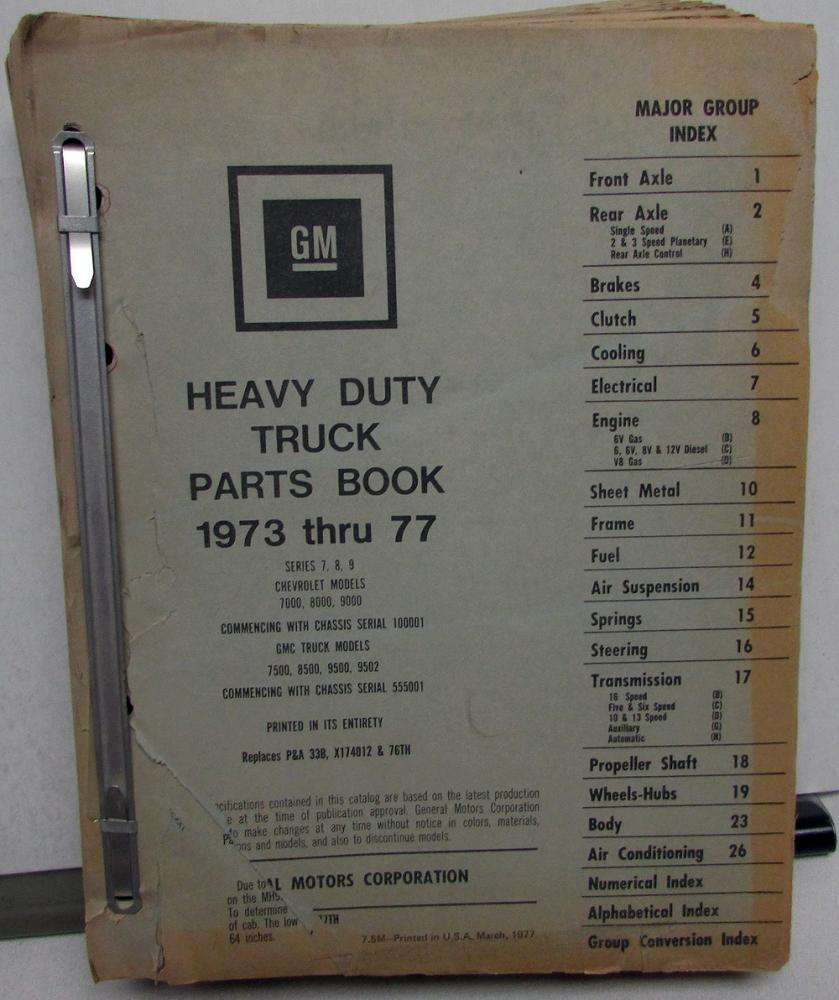 GM
HEAVY DUTY
TRUCK
PARTS BOOK
1973 thru 77
SERIES 7, 8, 9
CHEVROLET MODELS
7000, 8000, 9000
COMMENCING WITH CHASSIS SERIAL 100001
GMC TRUCK MODELS
7500, 8500, 9500, 9502
COMMENCING WITH CHASSIS SERIAL 555001
PRINTED IN ITS ENTIRETY
Replaces P&A 33B, X174012 & 76TH
cifications contained in this catalog are based on the latest production
e at the time of publication approval. General Motors Corporation
to make changes at any time without notice in colors, materials,
ons and models, and also to discontinue models.
AL MOTORS CORPORATION
77TH
7.5M Printed in U.S.A. March, 1977
Due to
on the
To determine
of cab. The low
64 inches.
MAJOR GROUP
INDEX
Front Axle 1
Rear Axle 2
Single Speed (A)
2 & 3 Speed Planetary (E)
Rear Axle Control (H)
Brakes 4
Clutch 5
Cooling 6
Electrical 7
Engine 8
6V Gas (B)
6, 6V, 8V & 12V Diesel (C)
V8 Gas (D)
Sheet Metal 10
Frame 11
Fuel 12
Air Suspension 14
Springs 15
Steering 16
Transmission 17
16 Speed (B)
Five & Six Speed (C)
10 & 13 Speed (D)
Auxiliary (G)
Automatic (H)
Propeller Shaft 18
Wheels-Hubs 19
Body 23
Air Conditioning 26
Numerical Index
Alphabetical Index
Group Conversion Index